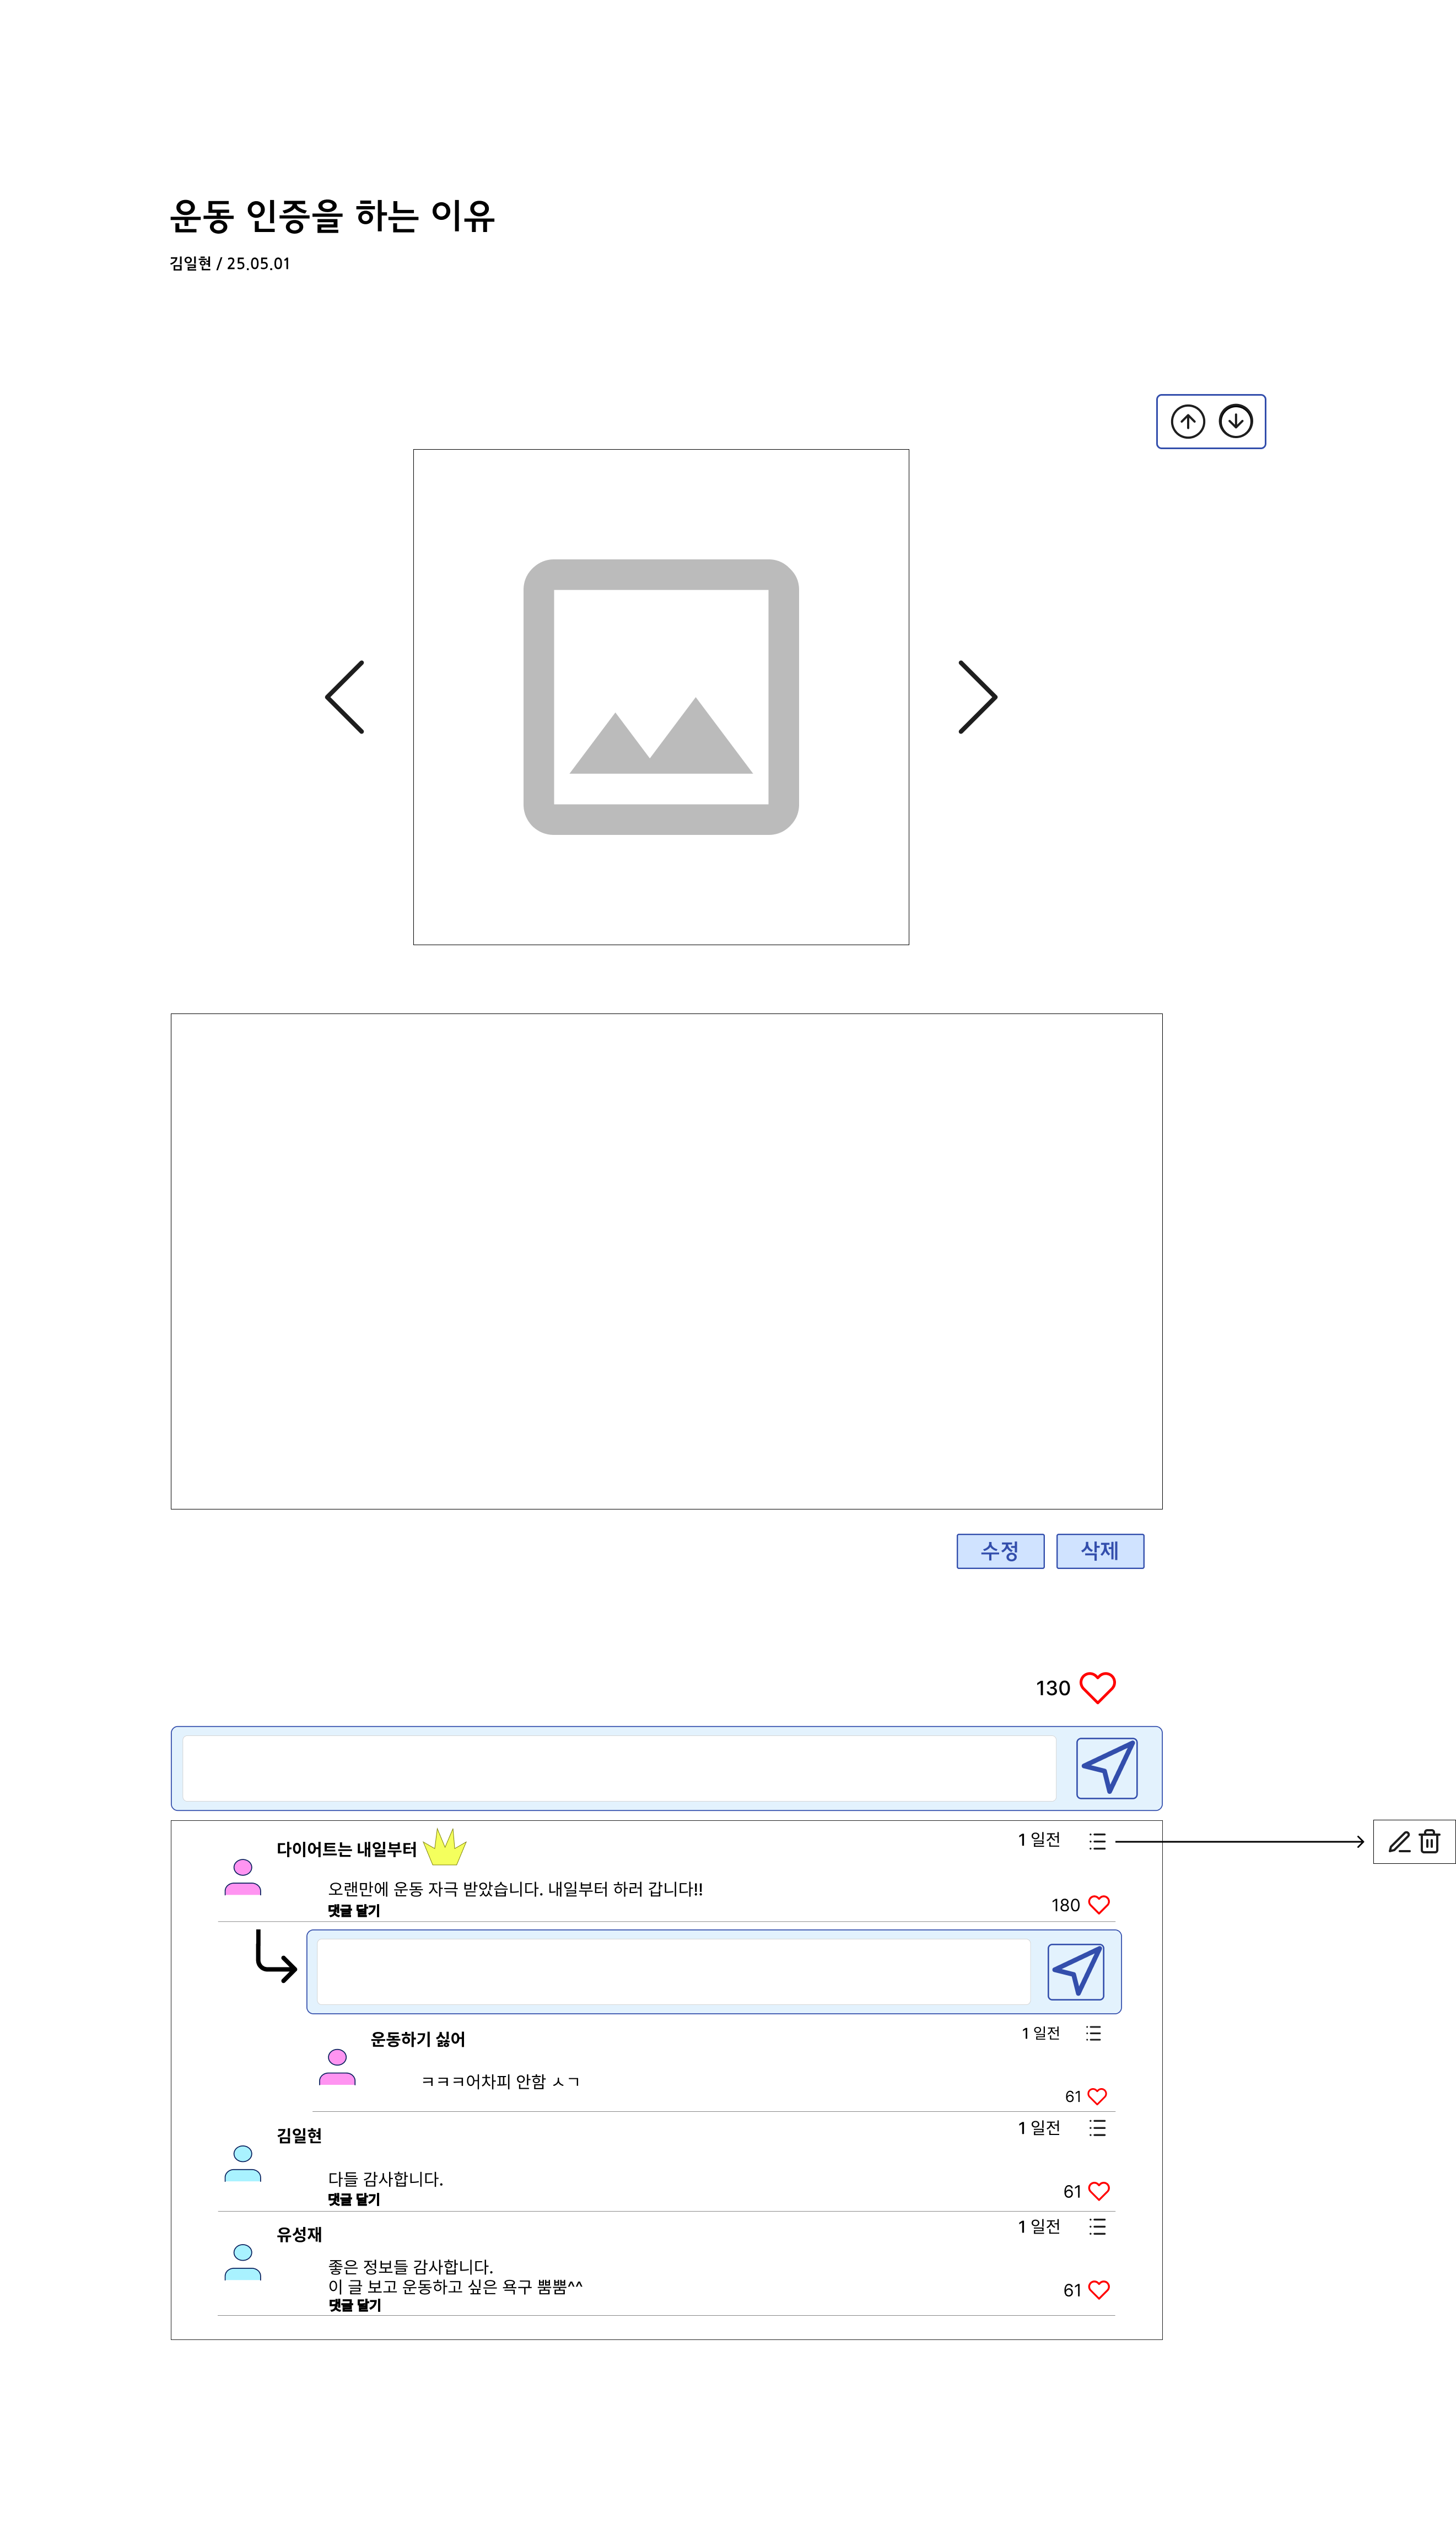 운동 인증을 하는 이유
김일현 / 25.05.01
수정 삭제
130
다이어트는 내일부터 1 일전
오랜만에 운동 자극 받았습니다. 내일부터 하러 갑니다!!
댓글 달기 180
운동하기 싫어 1 일전
ㅋㅋㅋ어차피 안함 ㅅㄱ
61
김일현 1 일전
다들 감사합니다.
댓글 달기 61
유성재 1 일전
좋은 정보들 감사합니다.
이 글 보고 운동하고 싶은 욕구 뿜뿜^^ 61
댓글 달기